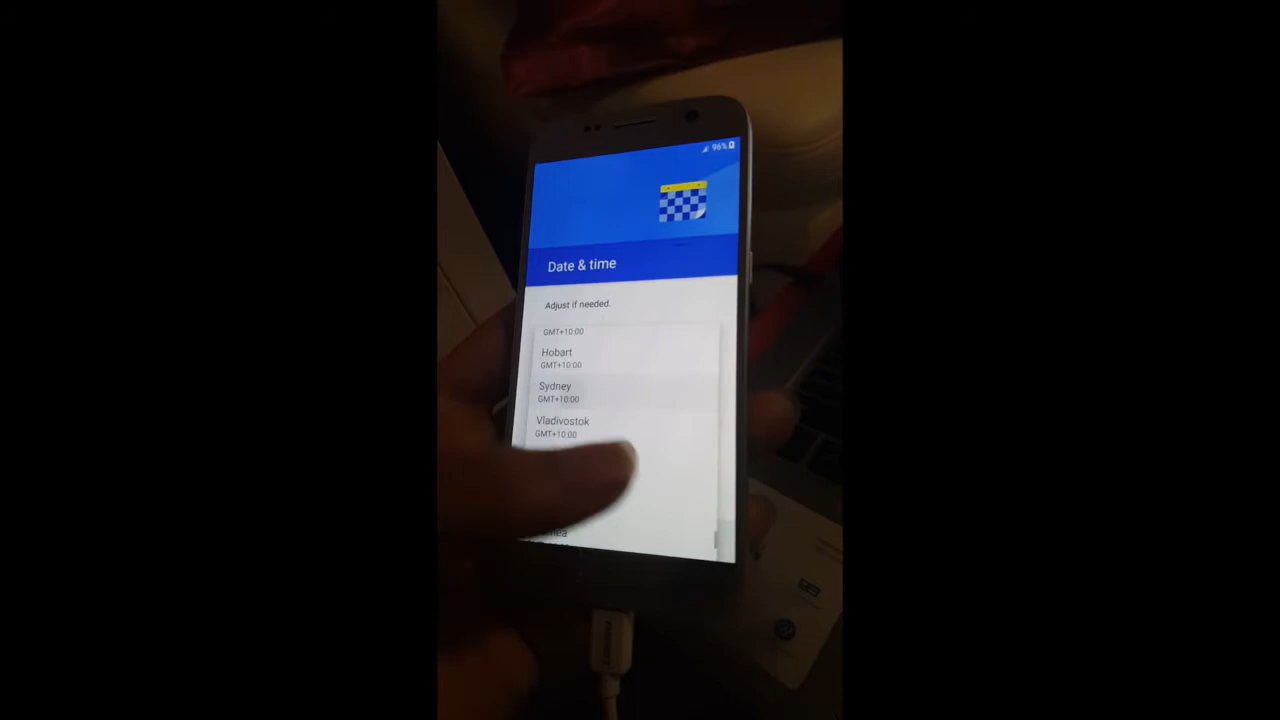 96%
Date & time
Adjust if needed.
GMT+10:00
Hobart
GMT+10:00
Sydney
GMT+10:00
Vladivostok
GMT+10:00